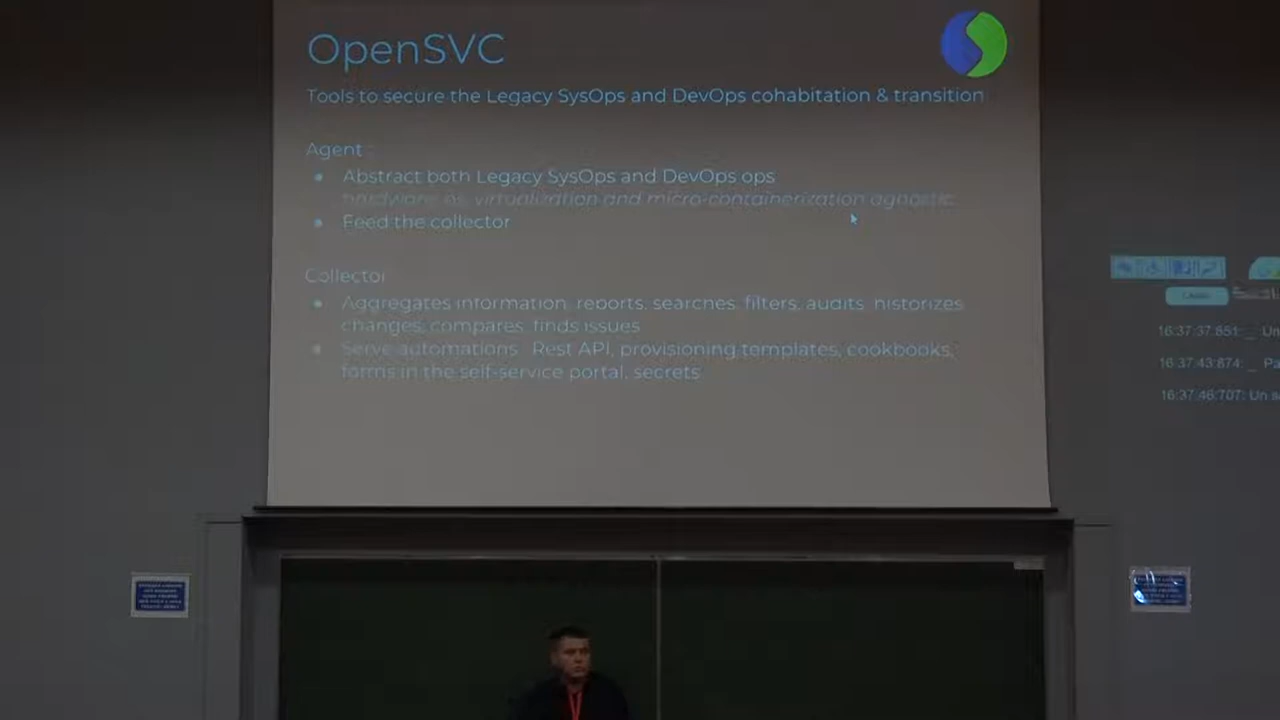 OpenSVC
Tools to secure the Legacy SysOps and DevOps cohabitation & transition
Agent :
Abstract both Legacy SysOps and DevOps ops
hardware, os, virtualization and micro-containerization agnostic
Feed the collector
Collector
Aggregates information, reports, searches, filters, audits, historizes
changes, compares, finds issues
Serve automations : Rest API, provisioning templates, cookbooks,
forms in the self-service portal, secrets
16:37:37:651: _ Un
16:37:43:874: _ Pa
16:37:46:707: Un s